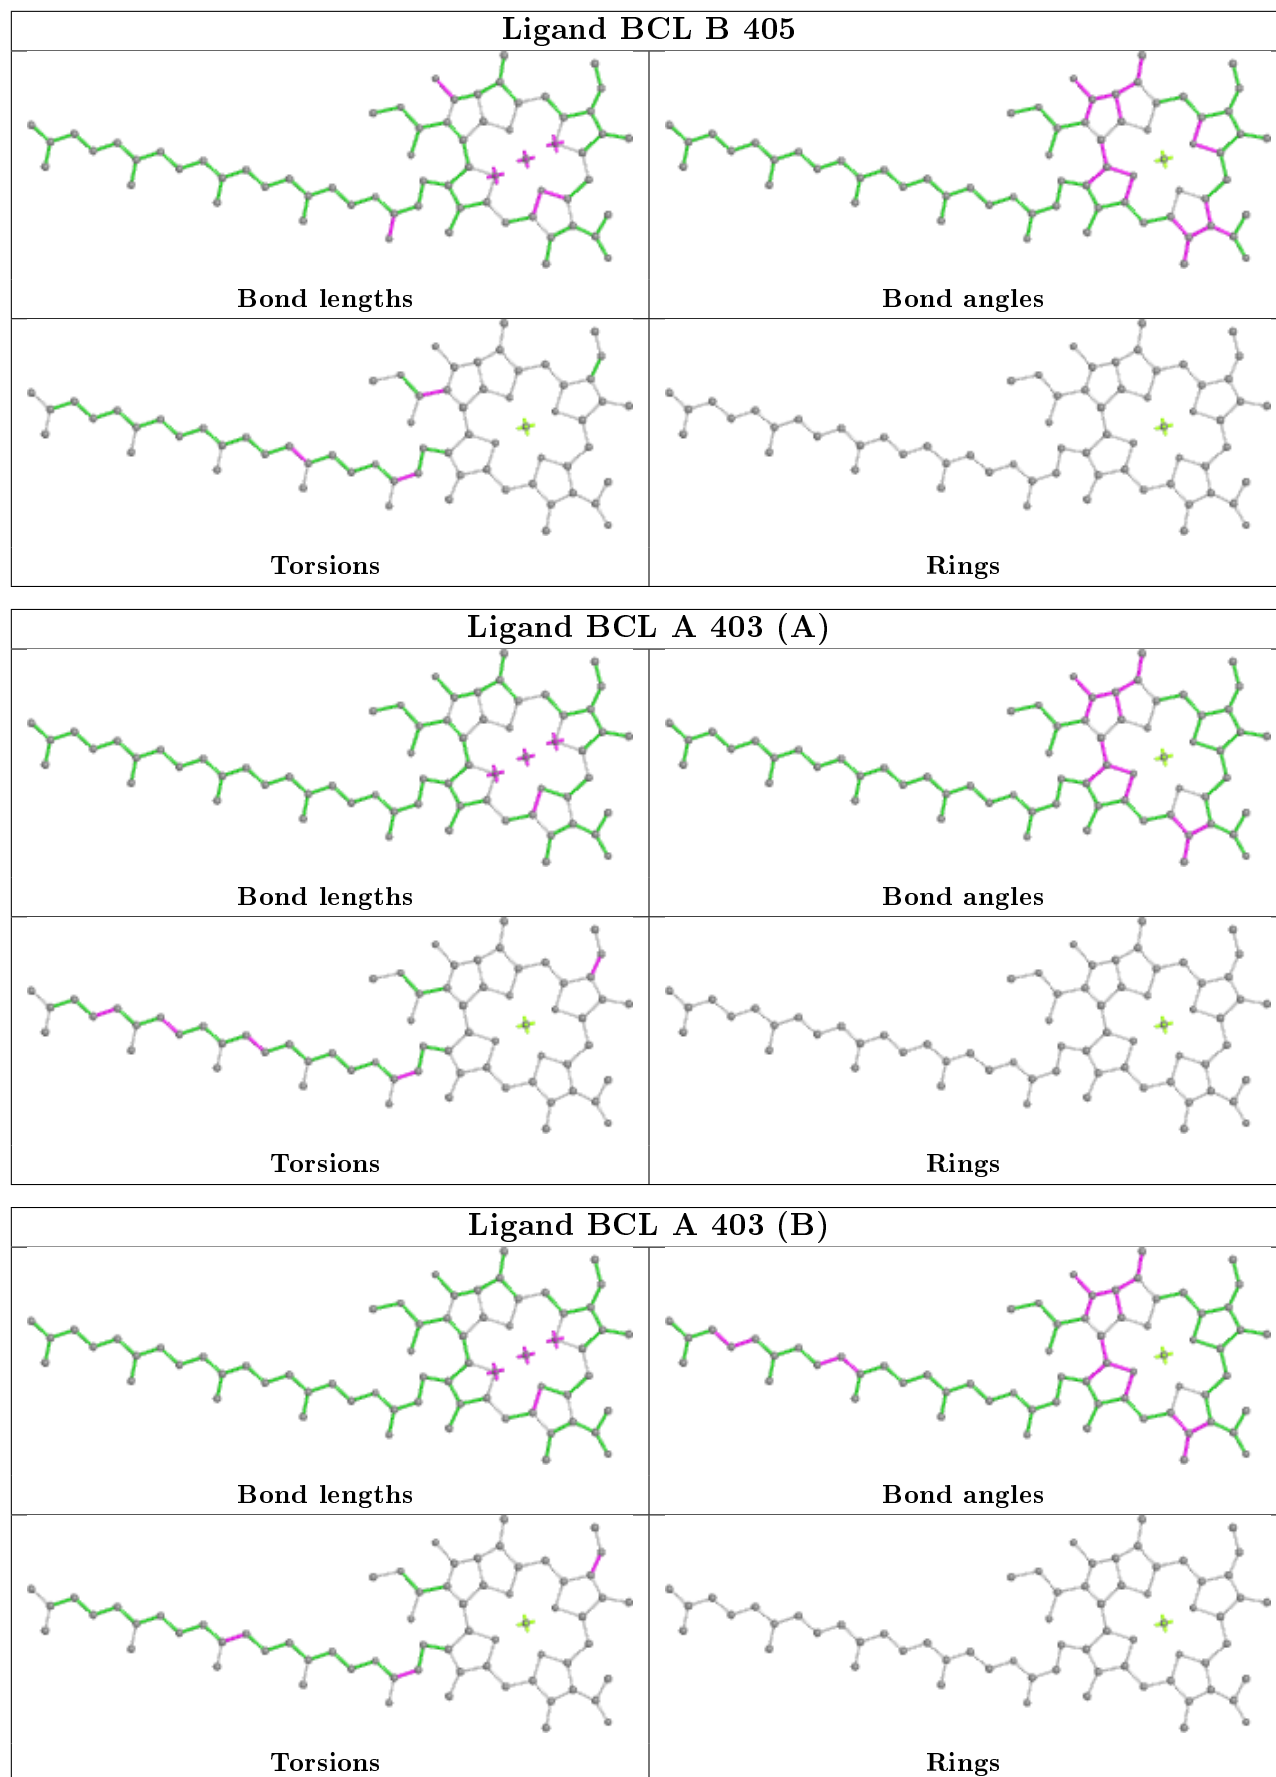 Ligand BCL B 405
Bond lengths
Bond angles
Torsions
Rings
Ligand BCL A 403 (A)
Bond lengths
Bond angles
Torsions
Rings
Ligand BCL A 403 (B)
Bond lengths
Bond angles
Torsions
Rings